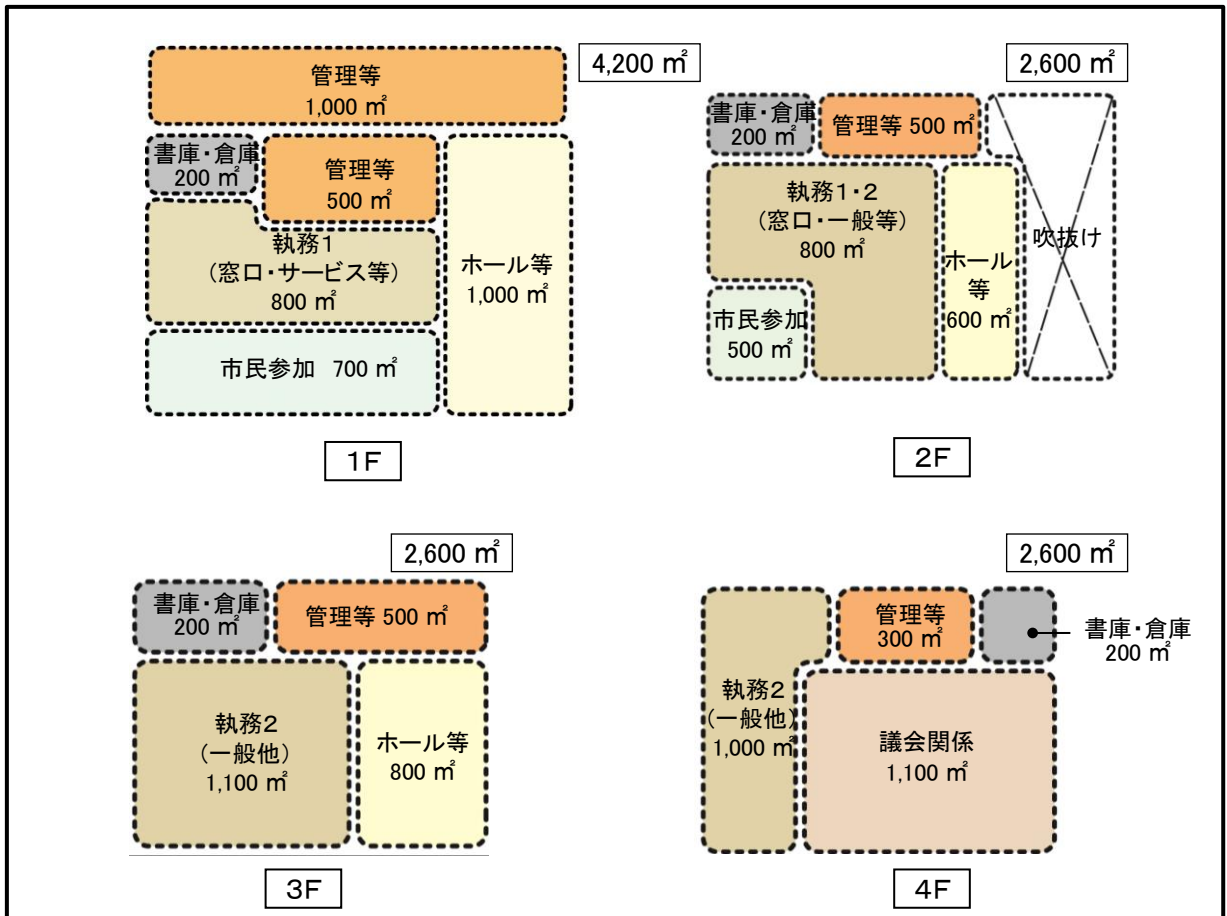 4,200 ㎡
管理等
1,000 ㎡
書庫・倉庫
200 ㎡
管理等
500 ㎡
執務1
(窓口・サービス等)
800 ㎡
ホール等
1,000 ㎡
市民参加 700 ㎡
1F
2,600 ㎡
書庫・倉庫
200 ㎡
管理等 500 ㎡
執務1・2
(窓口・一般等)
800 ㎡
ホール
等
600 ㎡
吹抜け
市民参加
500 ㎡
2F
2,600 ㎡
書庫・倉庫
200 ㎡
管理等 500 ㎡
執務2
(一般他)
1,100 ㎡
ホール等
800 ㎡
3F
2,600 ㎡
管理等
300 ㎡
書庫・倉庫
200 ㎡
執務2
(一般他)
1,000 ㎡
議会関係
1,100 ㎡
4F